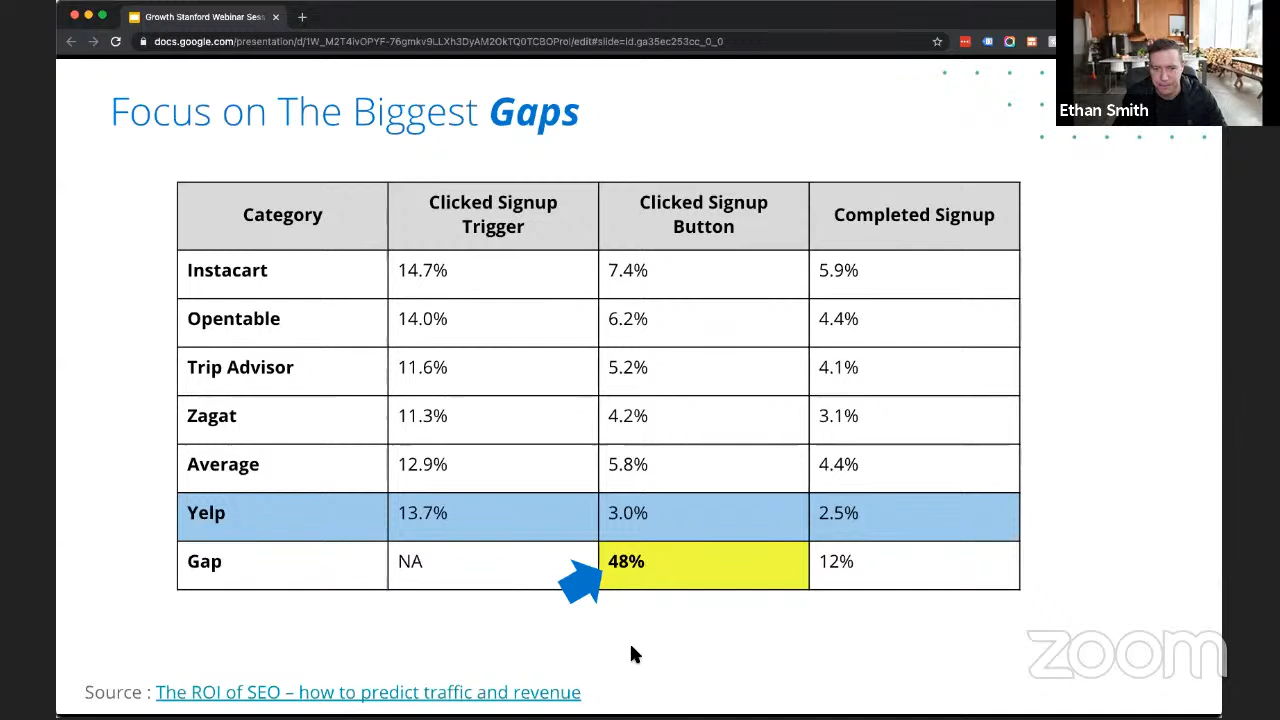 Growth Stanford Webinar Sess
docs.google.com/presentation/d/1W_M2T4ivOPYF-76gmkv9LLXh3DyAM2OkTQ0TCBOProI/edit#slide=id.ga35ec253cc_0_0
Ethan Smith
Focus on The Biggest Gaps
Category Clicked Signup Trigger Clicked Signup Button Completed Signup
Instacart 14.7% 7.4% 5.9%
Opentable 14.0% 6.2% 4.4%
Trip Advisor 11.6% 5.2% 4.1%
Zagat 11.3% 4.2% 3.1%
Average 12.9% 5.8% 4.4%
Yelp 13.7% 3.0% 2.5%
Gap NA 48% 12%
zoom
Source : The ROI of SEO – how to predict traffic and revenue